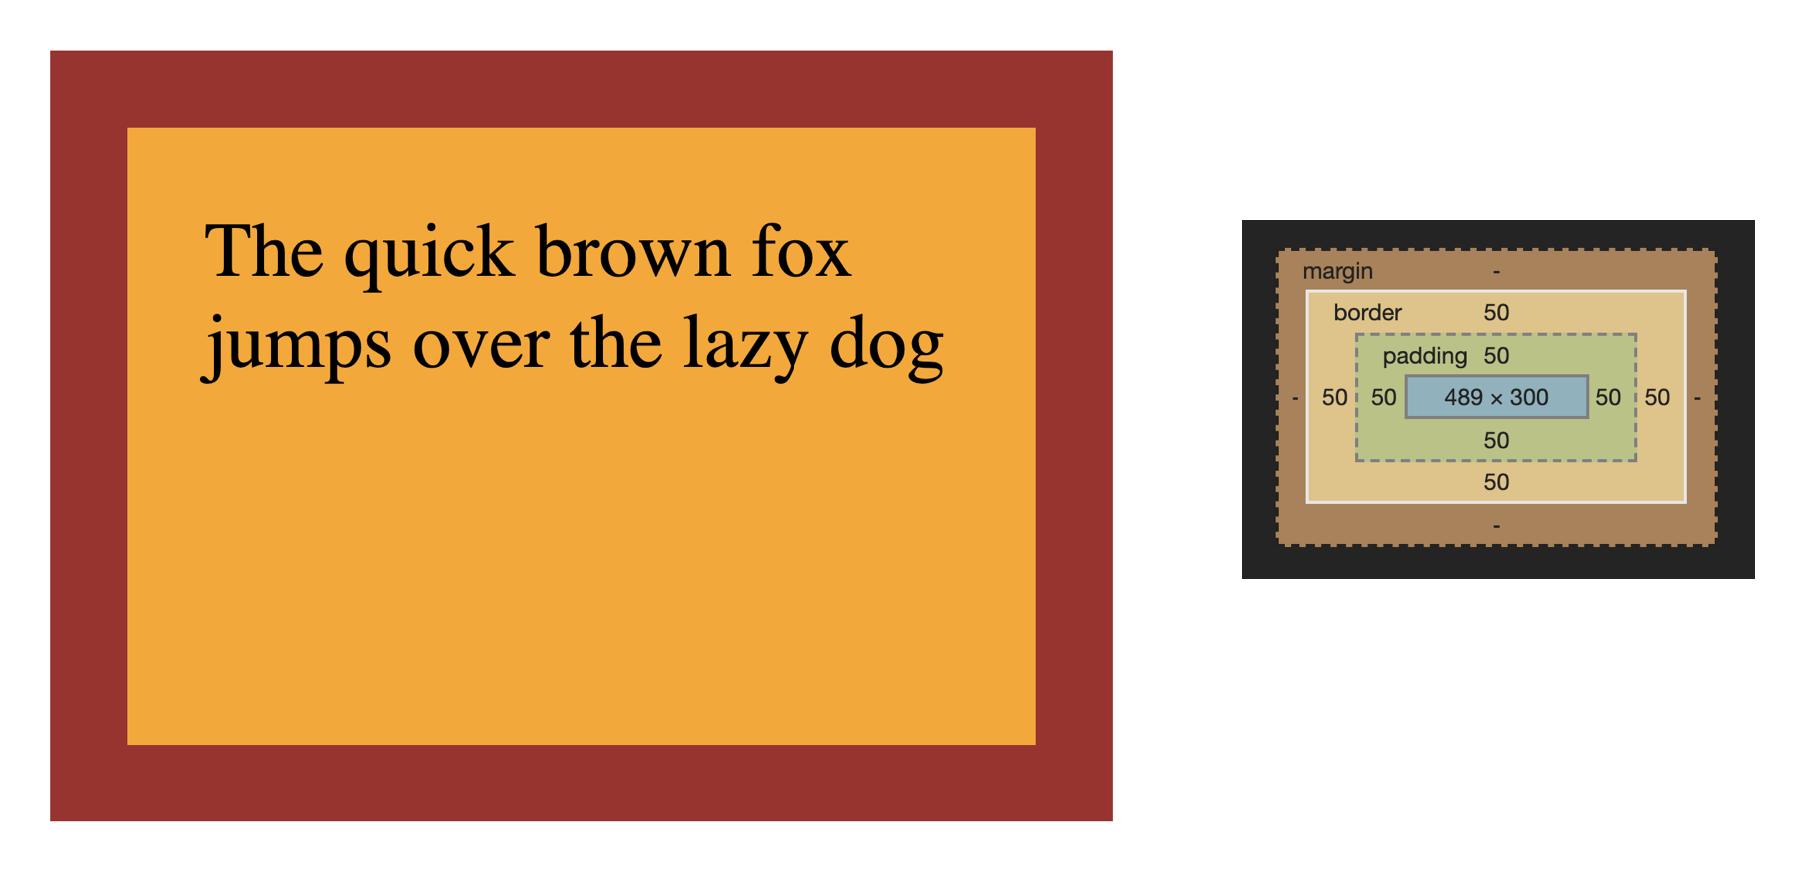 The quick brown fox
jumps over the lazy dog
margin -
border 50
padding 50
- 50 50 489 × 300 50 50 -
50
50
-